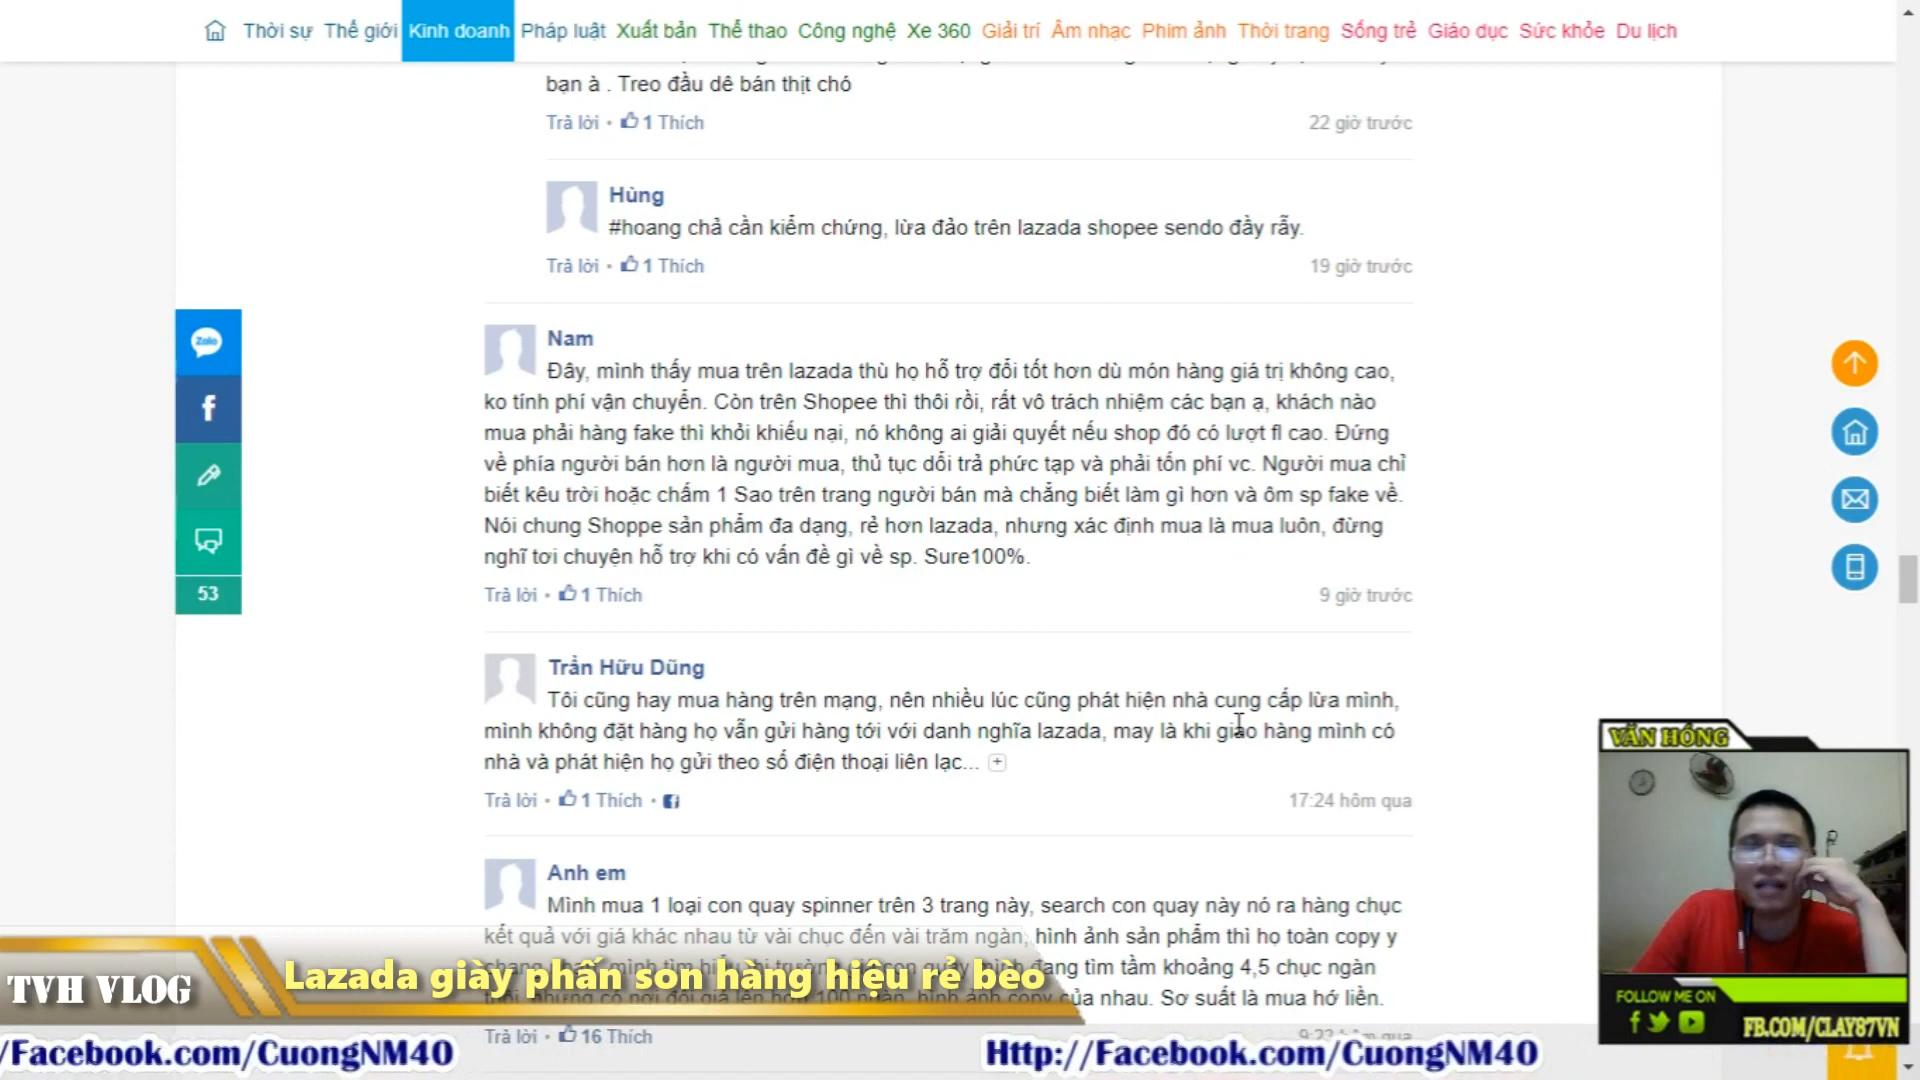 Thời sự Thế giới Kinh doanh Pháp luật Xuất bản Thể thao Công nghệ Xe 360 Giải trí Âm nhạc Phim ảnh Thời trang Sống trẻ Giáo dục Sức khỏe Du lịch
bạn à . Treo đầu dê bán thịt chó
Trả lời • 1 Thích 22 giờ trước
Hùng
#hoang chả cần kiểm chứng, lừa đảo trên lazada shopee sendo đầy rẫy.
Trả lời • 1 Thích 19 giờ trước
Nam
Đây, mình thấy mua trên lazada thù họ hỗ trợ đổi tốt hơn dù món hàng giá trị không cao,
ko tính phí vận chuyển. Còn trên Shopee thì thôi rồi, rất vô trách nhiệm các bạn ạ, khách nào
mua phải hàng fake thì khỏi khiếu nại, nó không ai giải quyết nếu shop đó có lượt fl cao. Đứng
về phía người bán hơn là người mua, thủ tục dổi trả phức tạp và phải tốn phí vc. Người mua chỉ
biết kêu trời hoặc chấm 1 Sao trên trang người bán mà chẳng biết làm gì hơn và ôm sp fake về.
Nói chung Shoppe sản phẩm đa dạng, rẻ hơn lazada, nhưng xác định mua là mua luôn, đừng
nghĩ tơi chuyện hỗ trợ khi có vấn đề gì về sp. Sure100%.
Trả lời • 1 Thích 9 giờ trước
Trần Hữu Dũng
Tôi cũng hay mua hàng trên mạng, nên nhiều lúc cũng phát hiện nhà cung cấp lừa mình,
mình không đặt hàng họ vẫn gửi hàng tới với danh nghĩa lazada, may là khi giao hàng mình có
nhà và phát hiện họ gửi theo số điện thoại liên lạc... +
Trả lời • 1 Thích • 17:24 hôm qua
Anh em
Mình mua 1 loại con quay spinner trên 3 trang này, search con quay này nó ra hàng chục
kết quả với giá khác nhau từ vài chục đến vài trăm ngàn, hình ảnh sản phẩm thì họ toàn copy y
đang tìm tầm khoảng 4,5 chục ngàn
của nhau. Sơ suất là mua hớ liền.
Trả lời • 16 Thích
Zalo
53
TVH VLOG
Lazada giày phấn son hàng hiệu rẻ bèo
/Facebook.com/CuongNM40
Http://Facebook.com/CuongNM40
VĂN HÓNG
FOLLOW ME ON
FB.COM/CLAY87VN